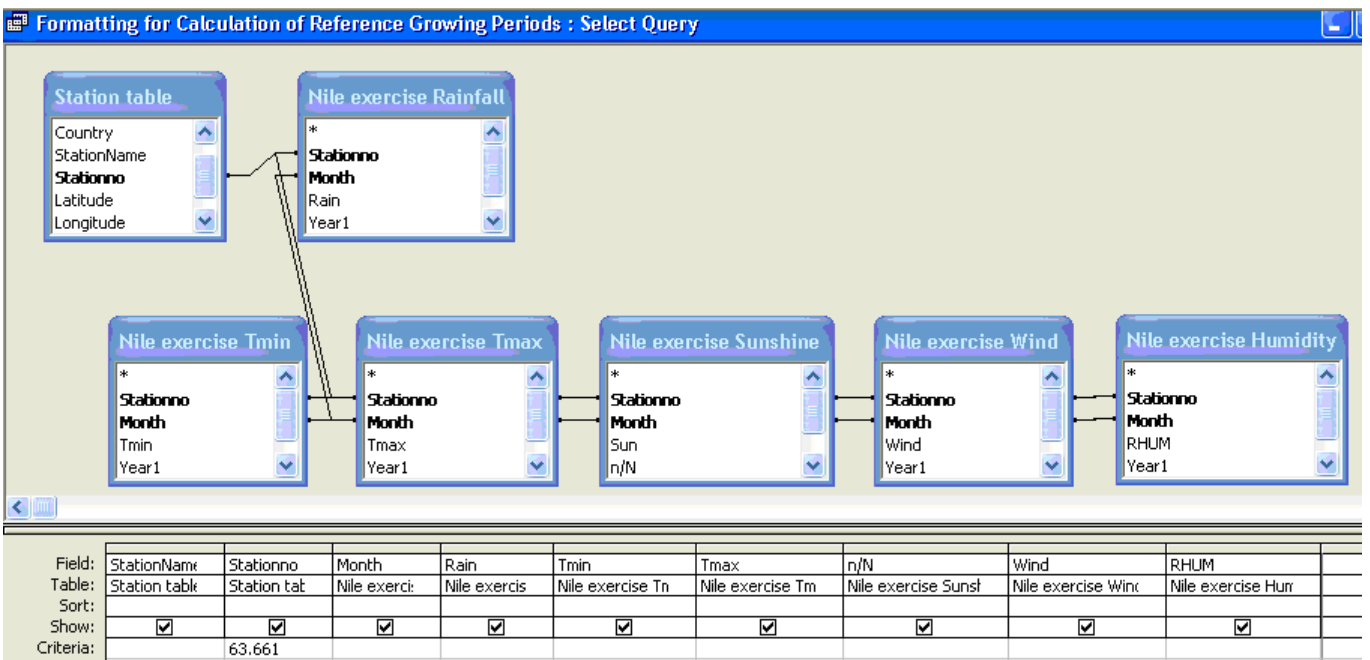 Formatting for Calculation of Reference Growing Periods : Select Query
Station table
Country
StationName
Stationno
Latitude
Longitude
Nile exercise Rainfall
*
Stationno
Month
Rain
Year1
Nile exercise Tmin
*
Stationno
Month
Tmin
Year1
Nile exercise Tmax
*
Stationno
Month
Tmax
Year1
Nile exercise Sunshine
*
Stationno
Month
Sun
n/N
Nile exercise Wind
*
Stationno
Month
Wind
Year1
Nile exercise Humidity
*
Stationno
Month
RHUM
Year1
Field: StationName Stationno Month Rain Tmin Tmax n/N Wind RHUM
Table: Station table Station tat Nile exerci: Nile exercis Nile exercise Tn Nile exercise Tm Nile exercise Sunsl Nile exercise Wind Nile exercise Hum
Sort:
Show:
Criteria: 63.661